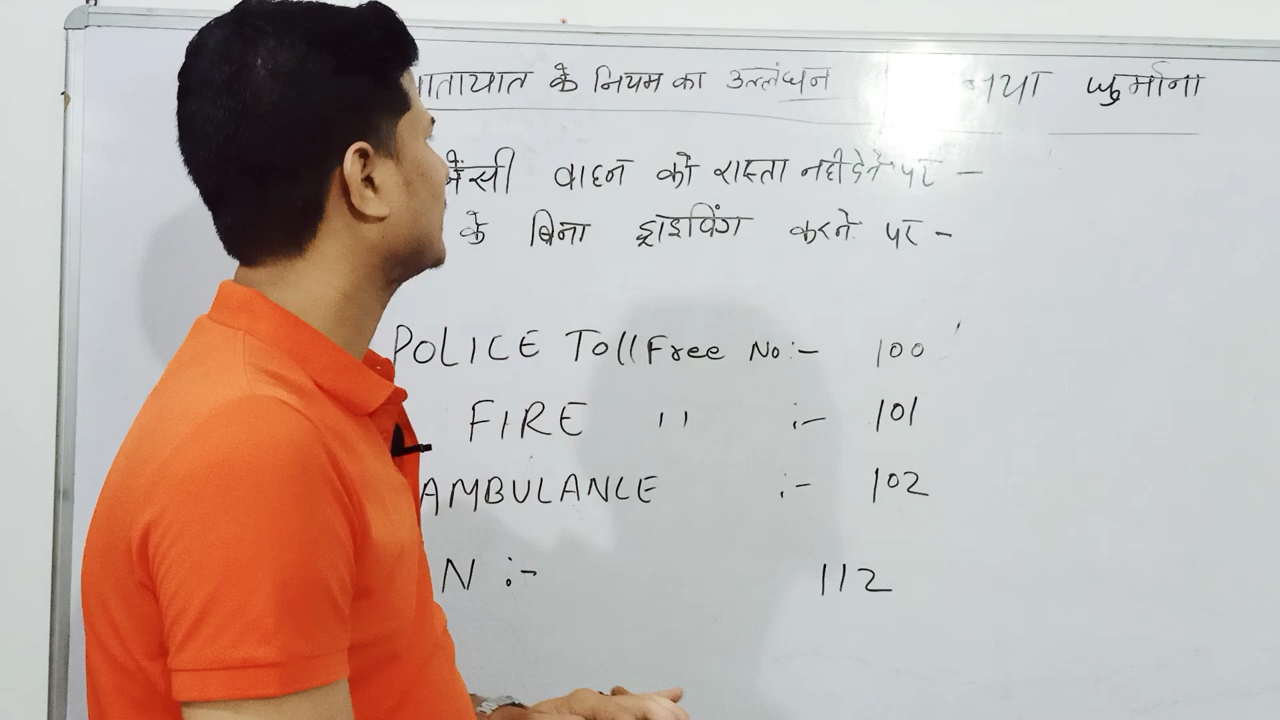 ातायात के नियम का उल्लंघन नया जुर्माना
जेंसी वाहन को रास्ता नही देने पर -
के बिना ड्राइविंग करने पर -
POLICE Toll Free No :- 100
FIRE " :- 101
AMBULANCE :- 102
N :- 112